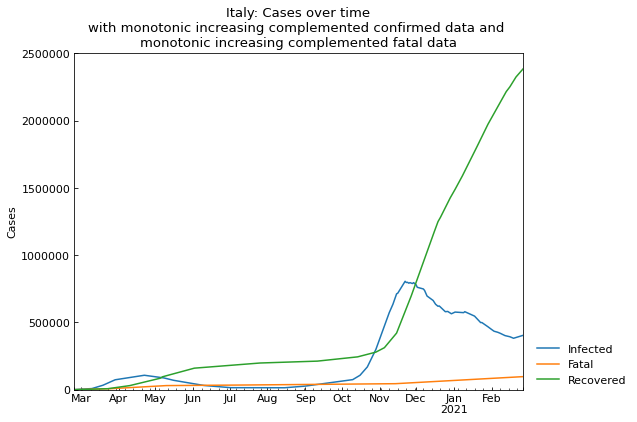 Italy: Cases over time
with monotonic increasing complemented confirmed data and
monotonic increasing complemented fatal data
2500000
2000000
1500000
1000000
500000
0
Cases
Mar Apr May Jun Jul Aug Sep Oct Nov Dec Jan Feb
2021
Infected
Fatal
Recovered